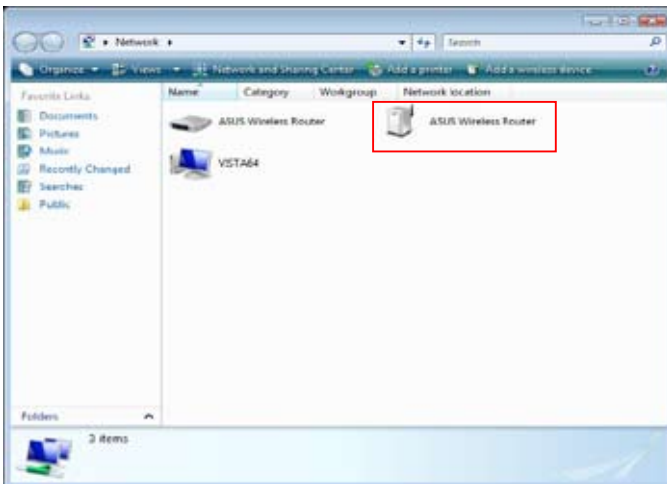 Network
Search
Organize Views Network and Sharing Center Add a printer Add a wireless device
Favorite Links
Name Category Workgroup Network location
Documents
Pictures
Music
Recently Changed
Searches
Public
ASUS Wireless Router
ASUS Wireless Router
VISTA64
Folders
3 items